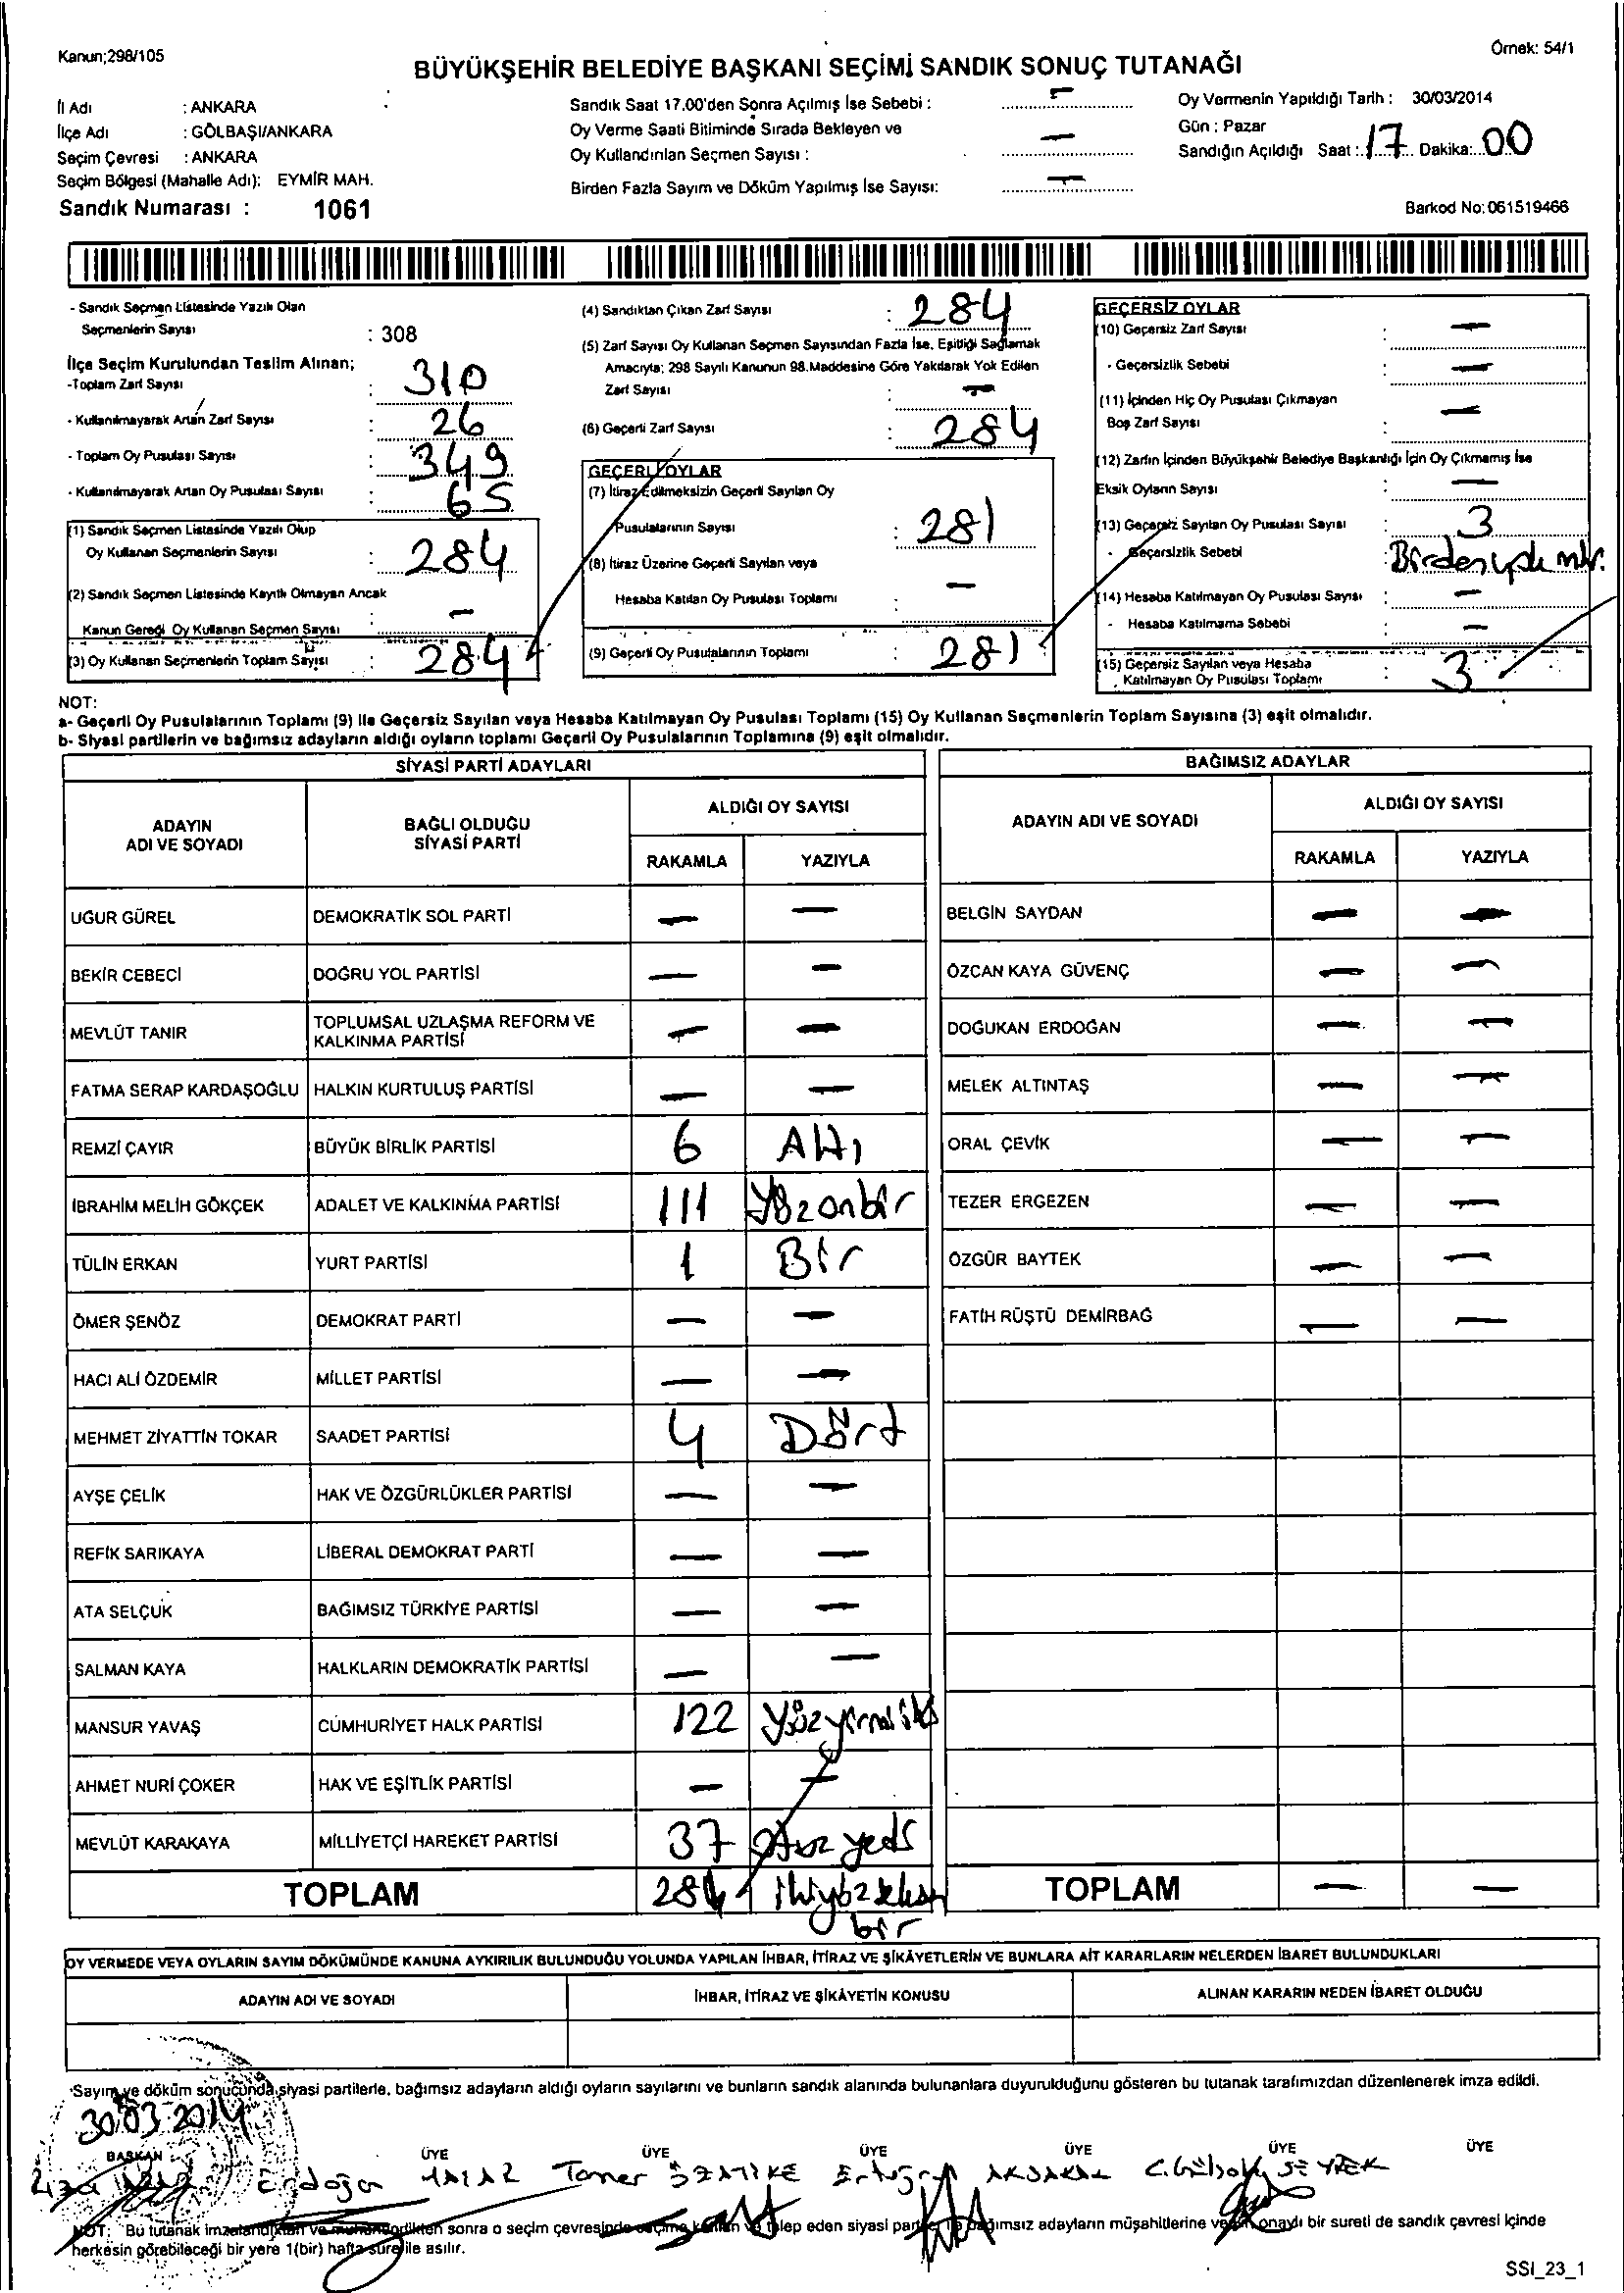 Kanun;298/105
Örnek: 54/1
BÜYÜKŞEHİR BELEDİYE BAŞKANI SEÇİMİ SANDIK SONUÇ TUTANAĞI
İl Adı : ANKARA
İlçe Adı : GÖLBAŞI/ANKARA
Seçim Çevresi : ANKARA
Seçim Bölgesi (Mahalle Adı): EYMİR MAH.
Sandık Numarası : 1061
Sandık Saat 17.00'den Sonra Açılmış İse Sebebi : –
Oy Verme Saati Bitiminde Sırada Bekleyen ve
Oy Kullandırılan Seçmen Sayısı : –
Birden Fazla Sayım ve Döküm Yapılmış İse Sayısı: –
Oy Vermenin Yapıldığı Tarih : 30/03/2014
Gün : Pazar
Sandığın Açıldığı Saat : 17 Dakika: 00
Barkod No: 061519466
- Sandık Seçmen Listesinde Yazılı Olan
Seçmenlerin Sayısı : 308
İlçe Seçim Kurulundan Teslim Alınan;
-Toplam Zarf Sayısı : 310
- Kullanılmayarak Artan Zarf Sayısı : 26
- Toplam Oy Pusulası Sayısı : 349
- Kullanılmayarak Artan Oy Pusulası Sayısı : 65
(1) Sandık Seçmen Listesinde Yazılı Olup
Oy Kullanan Seçmenlerin Sayısı : 284
(2) Sandık Seçmen Listesinde Kayıtlı Olmayan Ancak
Kanun Gereği Oy Kullanan Seçmen Sayısı : –
(3) Oy Kullanan Seçmenlerin Toplam Sayısı : 284
(4) Sandıktan Çıkan Zarf Sayısı : 284
(5) Zarf Sayısı Oy Kullanan Seçmen Sayısından Fazla İse, Eşitliği Sağlamak
Amacıyla; 298 Sayılı Kanunun 98.Maddesine Göre Yakılarak Yok Edilen
Zarf Sayısı : –
(6) Geçerli Zarf Sayısı : 284
GEÇERLİ OYLAR
(7) İtiraz Edilmeksizin Geçerli Sayılan Oy
Pusulalarının Sayısı : 281
(8) İtiraz Üzerine Geçerli Sayılan veya
Hesaba Katılan Oy Pusulası Toplamı : –
(9) Geçerli Oy Pusulalarının Toplamı : 281
GEÇERSİZ OYLAR
(10) Geçersiz Zarf Sayısı : –
- Geçersizlik Sebebi : –
(11) İçinden Hiç Oy Pusulası Çıkmayan
Boş Zarf Sayısı : –
(12) Zarfın İçinden Büyükşehir Belediye Başkanlığı İçin Oy Çıkmamış İse
Eksik Oyların Sayısı : –
(13) Geçersiz Sayılan Oy Pusulası Sayısı : 3
- Geçersizlik Sebebi : Birden
(14) Hesaba Katılmayan Oy Pusulası Sayısı : –
- Hesaba Katılmama Sebebi : –
(15) Geçersiz Sayılan veya Hesaba
Katılmayan Oy Pusulası Toplamı : 3
NOT:
a- Geçerli Oy Pusulalarının Toplamı (9) ile Geçersiz Sayılan veya Hesaba Katılmayan Oy Pusulası Toplamı (15) Oy Kullanan Seçmenlerin Toplam Sayısına (3) eşit olmalıdır.
b- Siyasi partilerin ve bağımsız adayların aldığı oyların toplamı Geçerli Oy Pusulalarının Toplamına (9) eşit olmalıdır.
SİYASİ PARTİ ADAYLARI
ADAYIN ADI VE SOYADI BAĞLI OLDUĞU SİYASİ PARTİ ALDIĞI OY SAYISI
RAKAMLA YAZIYLA
UĞUR GÜREL DEMOKRATİK SOL PARTİ – –
BEKİR CEBECİ DOĞRU YOL PARTİSİ – –
MEVLÜT TANIR TOPLUMSAL UZLAŞMA REFORM VE KALKINMA PARTİSİ – –
FATMA SERAP KARDAŞOĞLU HALKIN KURTULUŞ PARTİSİ – –
REMZİ ÇAYIR BÜYÜK BİRLİK PARTİSİ 6 Altı
İBRAHİM MELİH GÖKÇEK ADALET VE KALKINMA PARTİSİ 111 Yüzonbir
TÜLİN ERKAN YURT PARTİSİ 1 Bir
ÖMER ŞENÖZ DEMOKRAT PARTİ – –
HACI ALİ ÖZDEMİR MİLLET PARTİSİ – –
MEHMET ZİYATTİN TOKAR SAADET PARTİSİ 4 Dört
AYŞE ÇELİK HAK VE ÖZGÜRLÜKLER PARTİSİ – –
REFİK SARIKAYA LİBERAL DEMOKRAT PARTİ – –
ATA SELÇUK BAĞIMSIZ TÜRKİYE PARTİSİ – –
SALMAN KAYA HALKLARIN DEMOKRATİK PARTİSİ – –
MANSUR YAVAŞ CUMHURİYET HALK PARTİSİ 122 Yüzyirmiiki
AHMET NURİ ÇOKER HAK VE EŞİTLİK PARTİSİ – –
MEVLÜT KARAKAYA MİLLİYETÇİ HAREKET PARTİSİ 37 Otuz yedi
TOPLAM ikiyüzseksen
bir
BAĞIMSIZ ADAYLAR
ADAYIN ADI VE SOYADI ALDIĞI OY SAYISI
RAKAMLA YAZIYLA
BELGİN SAYDAN – –
ÖZCAN KAYA GÜVENÇ – –
DOĞUKAN ERDOĞAN – –
MELEK ALTINTAŞ – –
ORAL ÇEVİK – –
TEZER ERGEZEN – –
ÖZGÜR BAYTEK – –
FATİH RÜŞTÜ DEMİRBAĞ – –
TOPLAM – –
OY VERMEDE VEYA OYLARIN SAYIM DÖKÜMÜNDE KANUNA AYKIRILIK BULUNDUĞU YOLUNDA YAPILAN İHBAR, İTİRAZ VE ŞİKÂYETLERİN VE BUNLARA AİT KARARLARIN NELERDEN İBARET BULUNDUKLARI
ADAYIN ADI VE SOYADI İHBAR, İTİRAZ VE ŞİKÂYETİN KONUSU ALINAN KARARIN NEDEN İBARET OLDUĞU
Sayım ve döküm sonucunda siyasi partilerle, bağımsız adayların aldığı oyların sayılarını ve bunların sandık alanında bulunanlara duyurulduğunu gösteren bu tutanak tarafımızdan düzenlenerek imza edildi.
30.03.2014
BAŞKAN ÜYE ÜYE ÜYE ÜYE ÜYE ÜYE
Erdoğan Taner Ertuğrul AKSAKAL
NOT: Bu tutanak imzalandıktan ve mühürlendikten sonra o seçim çevresinde seçime katılan ve talep eden siyasi parti ile bağımsız adayların müşahitlerine verilir, onaylı bir sureti de sandık çevresi içinde
herkesin görebileceği bir yere 1(bir) hafta süre ile asılır.
SSI_23_1